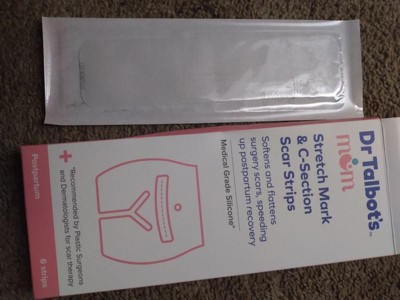 Dr Talbot's™
mom
Stretch Mark
& C-Section
Scar Strips
Softens and flattens
surgery scars, speeding
up postpartum recovery
Medical Grade Silicone*
*Recommended by Plastic Surgeons
and Dermatologists for scar therapy
Postpartum
6 strips